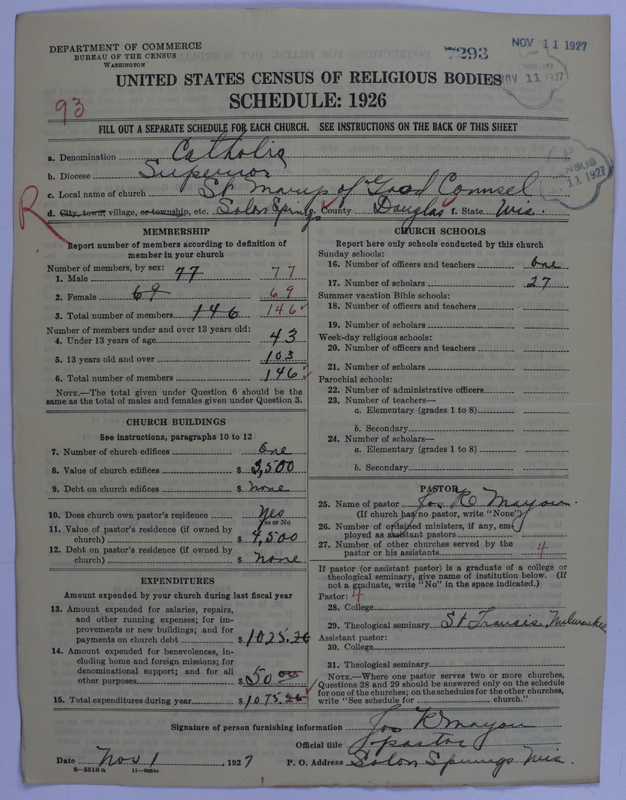 DEPARTMENT OF COMMERCE
BUREAU OF THE CENSUS
WASHINGTON
7293
NOV 11 1927
NOV 11 1927
93
UNITED STATES CENSUS OF RELIGIOUS BODIES
SCHEDULE: 1926
FILL OUT A SEPARATE SCHEDULE FOR EACH CHURCH. SEE INSTRUCTIONS ON THE BACK OF THIS SHEET
a. Denomination Catholic
b. Diocese Superior
11 1927
c. Local name of church St Marys of Good Counsel
R
d. City, town, village, or township, etc. Solon Springs e. County Douglas f. State Wis.
MEMBERSHIP
Report number of members according to definition of member in your church
Number of members, by sex:
1. Male 77 77
2. Female 69 69
3. Total number of members 146 146
Number of members under and over 13 years old:
4. Under 13 years of age 43
5. 13 years old and over 103
6. Total number of members 146
NOTE.—The total given under Question 6 should be
same as the total of males and females given under Question 3.
CHURCH BUILDINGS
See instructions, paragraphs 10 to 12
7. Number of church edifices One
8. Value of church edifices $ 3,500
9. Debt on church edifices $ None
10. Does church own pastor's residence Yes
Yes or No
11. Value of pastor's residence (if owned by
church) $ 4,500
12. Debt on pastor's residence (if owned by
church) $ None
EXPENDITURES
Amount expended by your church during last fiscal year
13. Amount expended for salaries, repairs,
and other running expenses; for im-
provements or new buildings; and for
payments on church debt $ 1025.26
14. Amount expended for benevolences, in-
cluding home and foreign missions; for
denominational support; and for all
other purposes $ 50 00
15. Total expenditures during year $ 1075.26
CHURCH SCHOOLS
Report here only schools conducted by this church
Sunday schools:
16. Number of officers and teachers One
17. Number of scholars 27
Summer vacation Bible schools:
18. Number of officers and teachers
19. Number of scholars
Week-day religious schools:
20. Number of officers and teachers
21. Number of scholars
Parochial schools:
22. Number of administrative officers
23. Number of teachers—
a. Elementary (grades 1 to 8)
b. Secondary
24. Number of scholars—
a. Elementary (grades 1 to 8)
b. Secondary
PASTOR
25. Name of pastor Jos K Mayou
(If church has no pastor, write "None")
26. Number of ordained ministers, if any, em-
ployed as assistant pastors
27. Number of other churches served by the
pastor or his assistants 4
If pastor (or assistant pastor) is a graduate of a college or
theological seminary, give name of institution below. (If
not a graduate, write "No" in the space indicated.)
Pastor: 4
28. College
29. Theological seminary St Francis Milwaukee
Assistant pastor:
30. College
31. Theological seminary
NOTE.—Where one pastor serves two or more churches,
Questions 28 and 29 should be answered only on the schedule
for one of the churches; on the schedules for the other churches,
write "See schedule for church."
Signature of person furnishing information Jos K Mayou
Official title pastor
Date Nov 1, 1927 P. O. Address Solon Springs Wis.